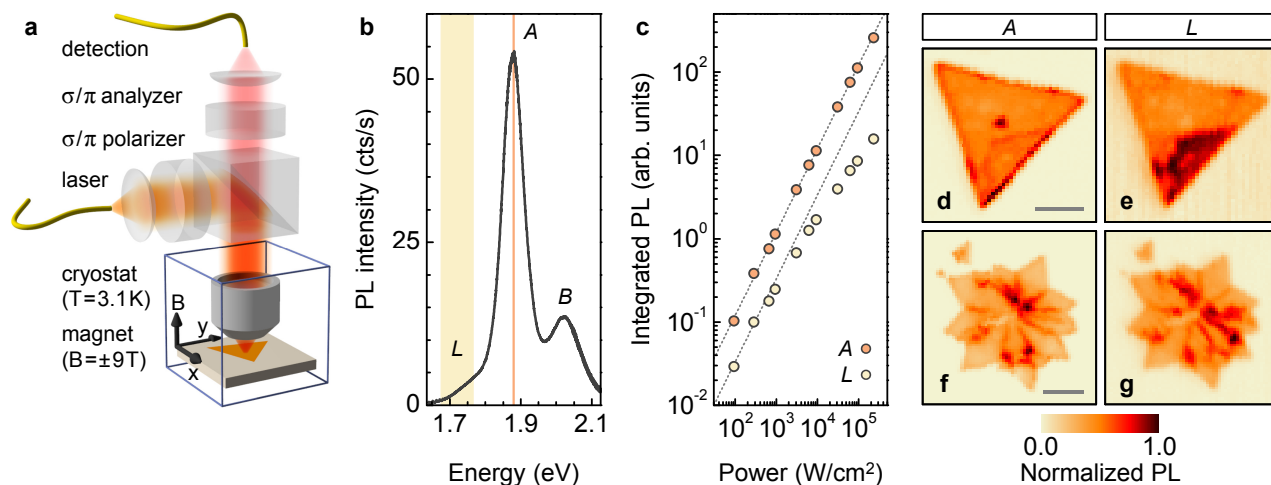 a
detection
σ/π analyzer
σ/π polarizer
laser
cryostat
(T=3.1K)
magnet
(B=±9T)
B
y
x
b
PL intensity (cts/s)
50
25
0
L
A
B
1.7
1.9
2.1
Energy (eV)
c
Integrated PL (arb. units)
10²
10¹
10⁰
10⁻¹
10⁻²
A
L
10² 10³ 10⁴ 10⁵
Power (W/cm²)
A
L
d
e
f
g
0.0
1.0
Normalized PL